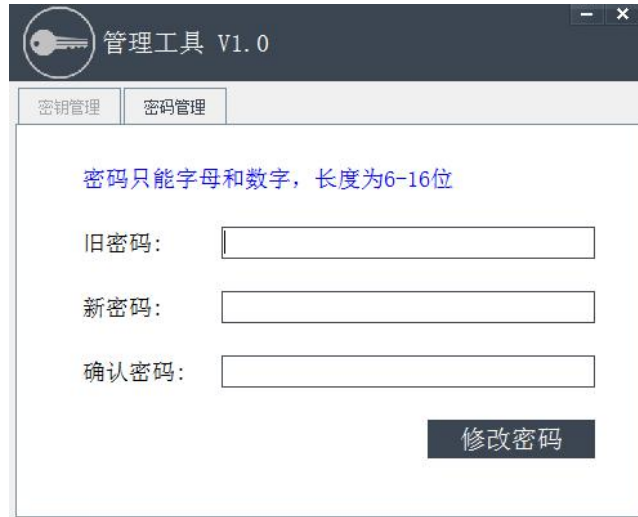 管理工具 V1.0
密钥管理 密码管理
密码只能字母和数字，长度为6-16位
旧密码:
新密码:
确认密码:
修改密码